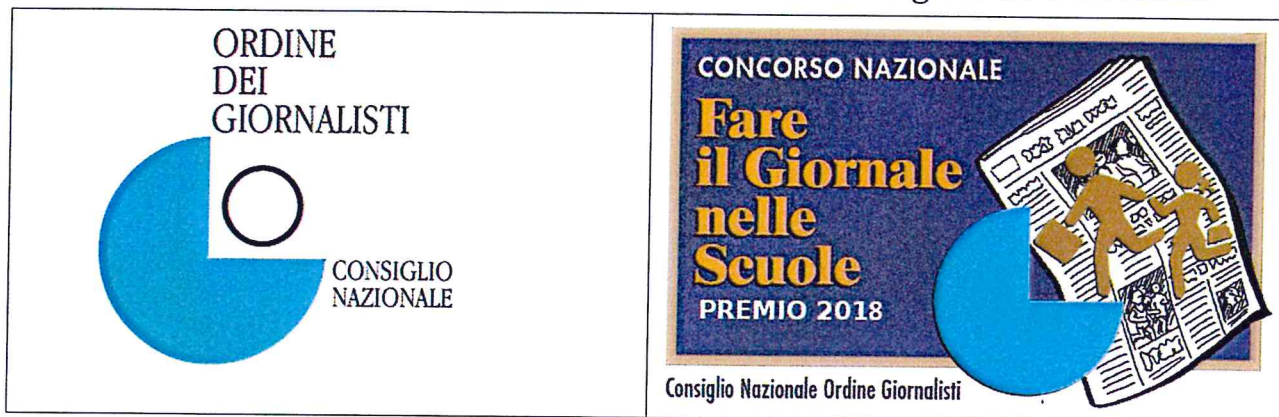 ORDINE
DEI
GIORNALISTI
CONSIGLIO
NAZIONALE
CONCORSO NAZIONALE
Fare
il Giornale
nelle
Scuole
PREMIO 2018
Consiglio Nazionale Ordine Giornalisti